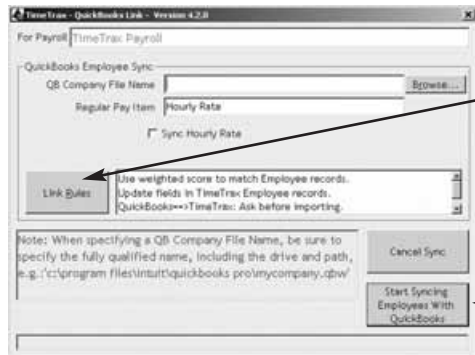 TimeTrax - QuickBooks Link - Version 4.2.0
For Payroll TimeTrax Payroll
QuickBooks Employee Sync
QB Company File Name
Browse...
Regular Pay Item Hourly Rate
Sync Hourly Rate
Link Rules
Use weighted score to match Employee records.
Update fields in TimeTrax Employee records.
QuickBooks==>TimeTrax: Ask before importing.
Note: When specifying a QB Company File Name, be sure to
specify the fully qualified name, including the drive and path,
e.g.:'c:\program files\intuit\quickbooks pro\mycompany.qbw'
Cancel Sync
Start Syncing
Employees With
QuickBooks